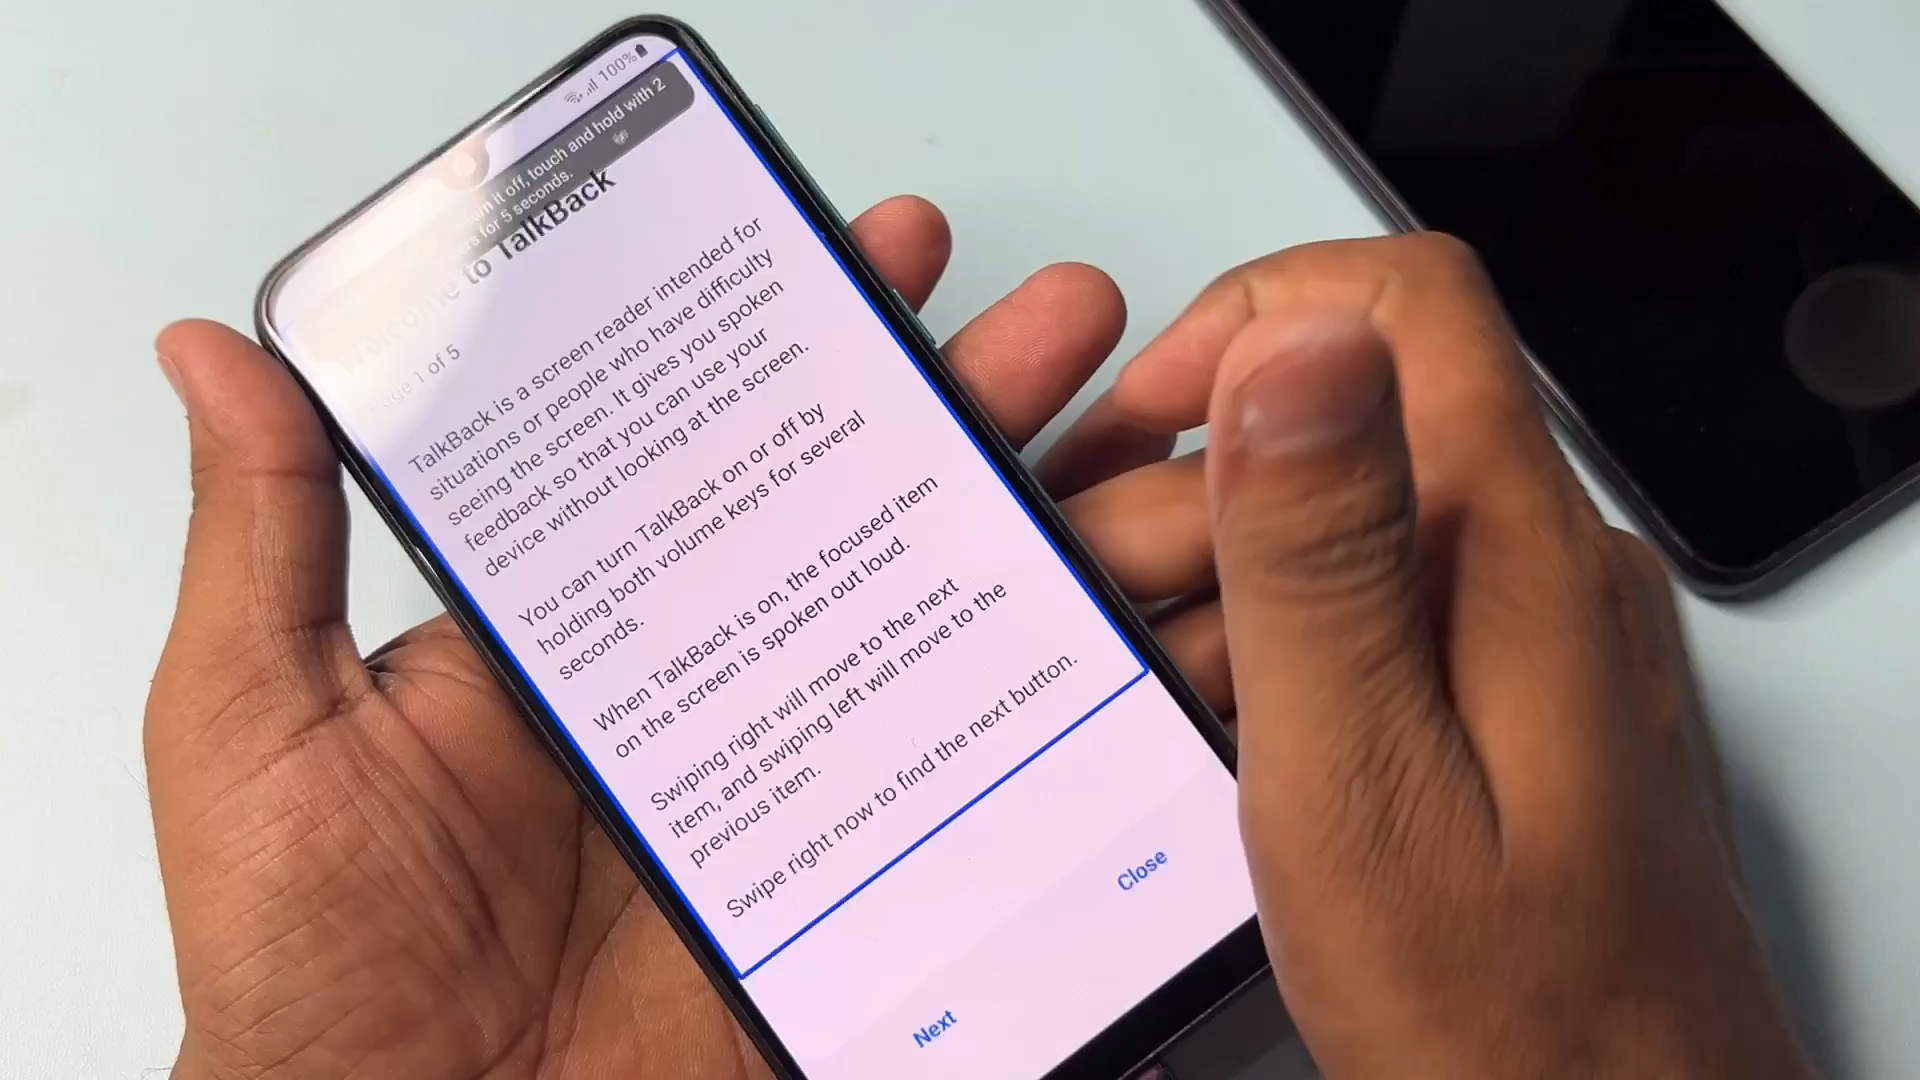 100%
it off, touch and hold with 2
for 5 seconds.
Welcome to TalkBack
Page 1 of 5
TalkBack is a screen reader intended for
situations or people who have difficulty
seeing the screen. It gives you spoken
feedback so that you can use your
device without looking at the screen.
You can turn TalkBack on or off by
holding both volume keys for several
seconds.
When TalkBack is on, the focused item
on the screen is spoken out loud.
Swiping right will move to the next
item, and swiping left will move to the
previous item.
Swipe right now to find the next button.
Close
Next